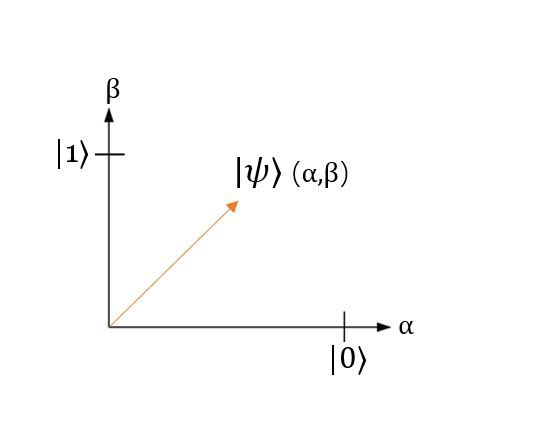 β
|1⟩
|ψ⟩ (α,β)
α
|0⟩